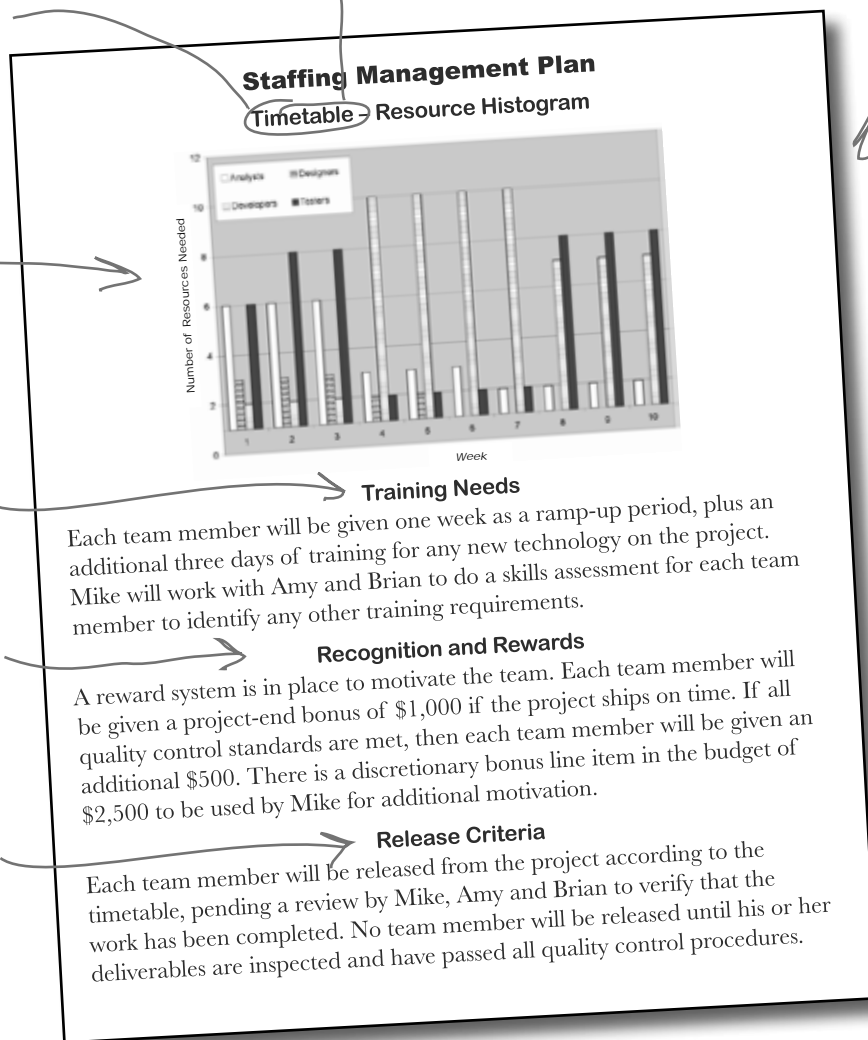 Staffing Management Plan
Timetable – Resource Histogram
12
10
8
6
4
2
0
Analysis Designers
Developers Testers
Number of Resources Needed
1 2 3 4 5 6 7 8 9 10
Week
Training Needs
Each team member will be given one week as a ramp-up period, plus an
additional three days of training for any new technology on the project.
Mike will work with Amy and Brian to do a skills assessment for each team
member to identify any other training requirements.
Recognition and Rewards
A reward system is in place to motivate the team. Each team member will
be given a project-end bonus of $1,000 if the project ships on time. If all
quality control standards are met, then each team member will be given an
additional $500. There is a discretionary bonus line item in the budget of
$2,500 to be used by Mike for additional motivation.
Release Criteria
Each team member will be released from the project according to the
timetable, pending a review by Mike, Amy and Brian to verify that the
work has been completed. No team member will be released until his or her
deliverables are inspected and have passed all quality control procedures.